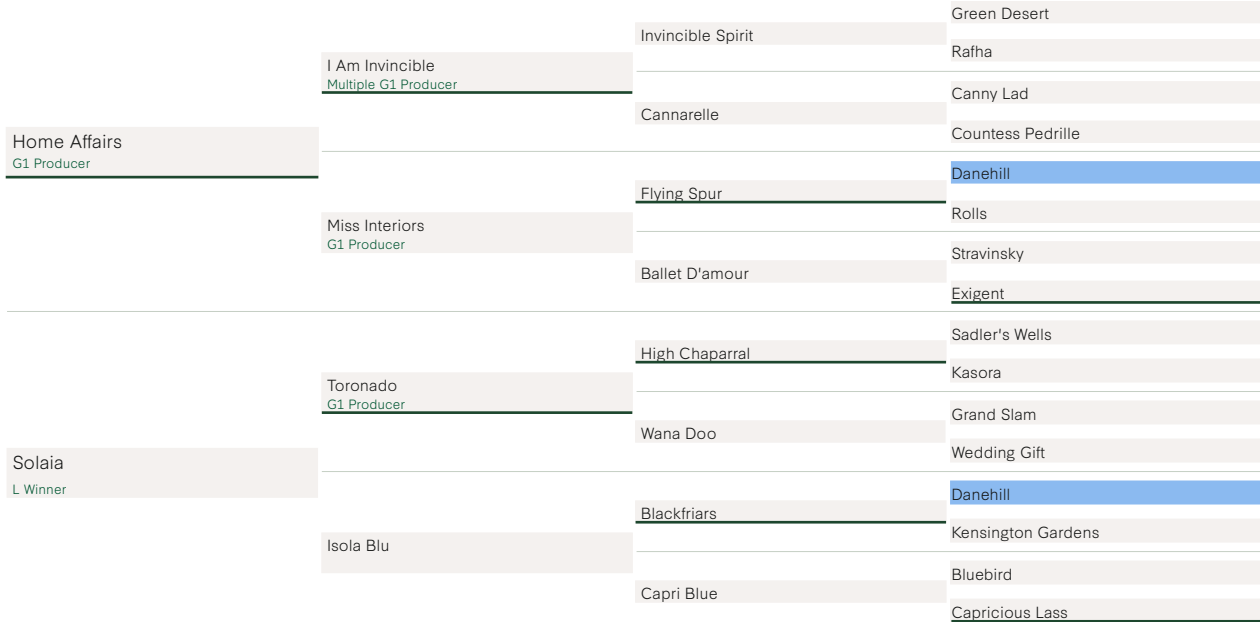 Home Affairs
G1 Producer
Solaia
L Winner
I Am Invincible
Multiple G1 Producer
Miss Interiors
G1 Producer
Toronado
G1 Producer
Isola Blu
Invincible Spirit
Cannarelle
Flying Spur
Ballet D'amour
High Chaparral
Wana Doo
Blackfriars
Capri Blue
Green Desert
Rafha
Canny Lad
Countess Pedrille
Danehill
Rolls
Stravinsky
Exigent
Sadler's Wells
Kasora
Grand Slam
Wedding Gift
Danehill
Kensington Gardens
Bluebird
Capricious Lass